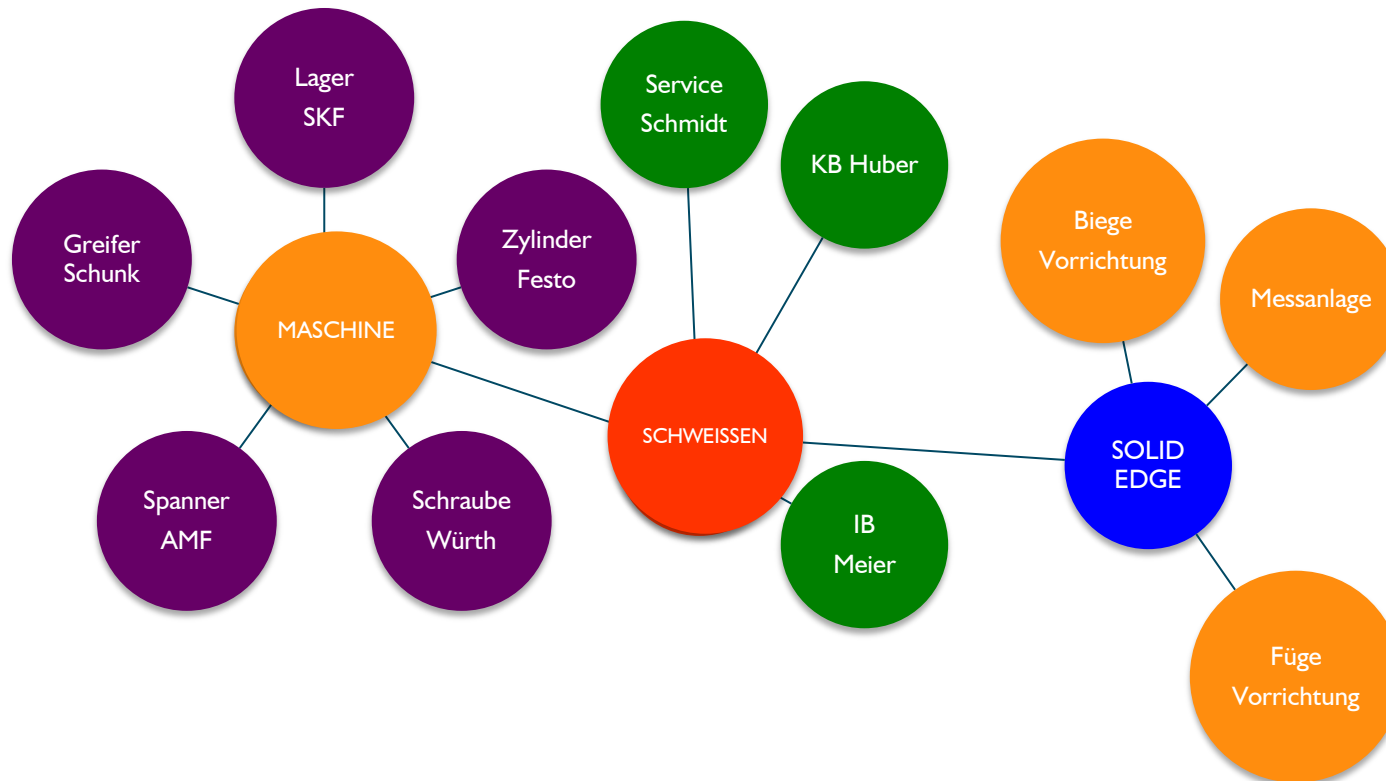 Lager
SKF
Service
Schmidt
KB Huber
Greifer
Schunk
Zylinder
Festo
Biege
Vorrichtung
Messanlage
MASCHINE
SCHWEISSEN
SOLID
EDGE
Spanner
AMF
Schraube
Würth
IB
Meier
Füge
Vorrichtung